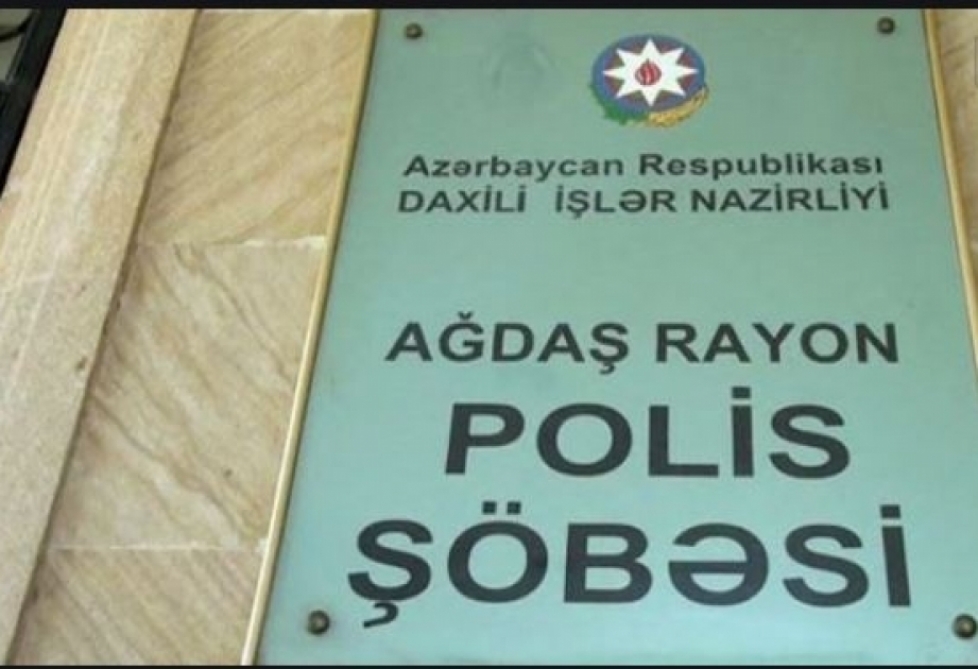 Azərbaycan Respublikası
DAXİLİ İŞLƏR NAZİRLİYİ
AĞDAŞ RAYON
POLİS
ŞÖBƏSİ